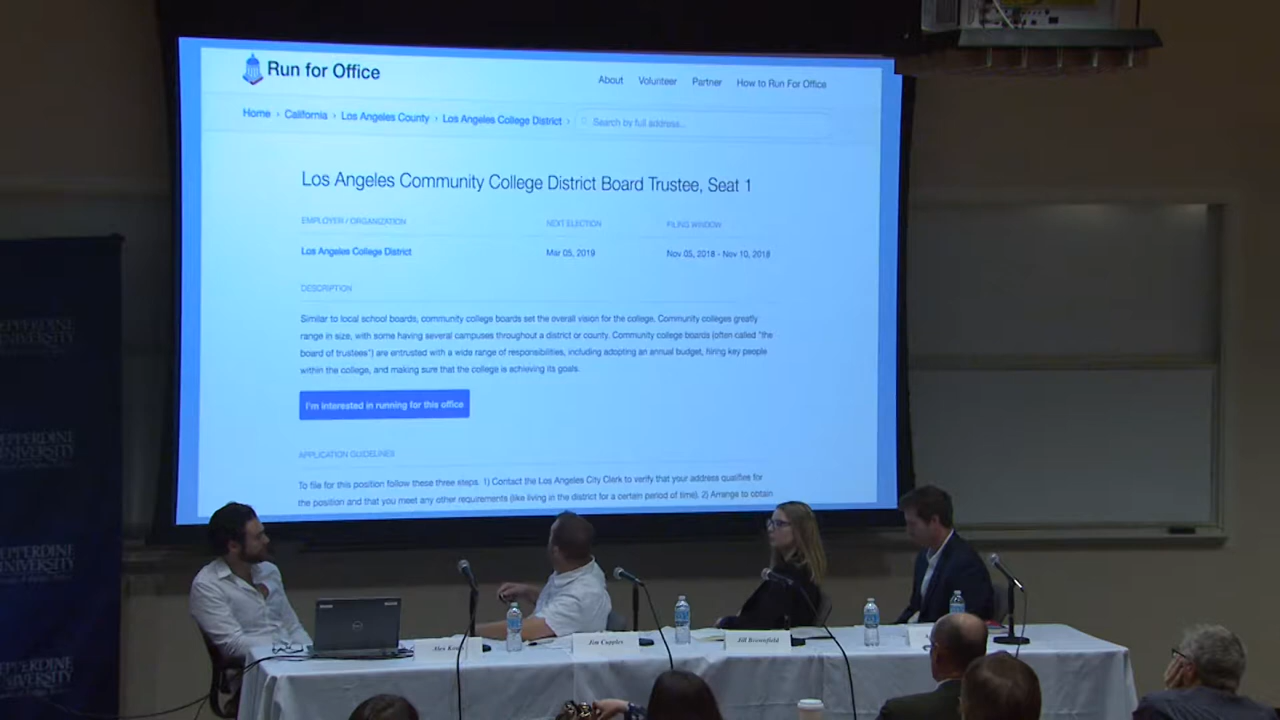 Run for Office
About Volunteer Partner How to Run For Office
Home › California › Los Angeles County › Los Angeles College District ›
Search by full address...
Los Angeles Community College District Board Trustee, Seat 1
EMPLOYER / ORGANIZATION NEXT ELECTION FILING WINDOW
Los Angeles College District Mar 05, 2019 Nov 05, 2018 - Nov 10, 2018
DESCRIPTION
Similar to local school boards, community college boards set the overall vision for the college. Community colleges greatly
range in size, with some having several campuses throughout a district or county. Community college boards (often called "the
board of trustees") are entrusted with a wide range of responsibilities, including adopting an annual budget, hiring key people
within the college, and making sure that the college is achieving its goals.
I'm interested in running for this office
APPLICATION GUIDELINES
To file for this position follow these three steps. 1) Contact the Los Angeles City Clerk to verify that your address qualifies for
the position and that you meet any other requirements (like living in the district for a certain period of time). 2) Arrange to obtain
PEPPERDINE
UNIVERSITY
EPPERDINE
UNIVERSITY
EPPERDINE
UNIVERSITY
EPPERDINE
UNIVERSITY
DELL
Alex
Jim Cupples
Jill